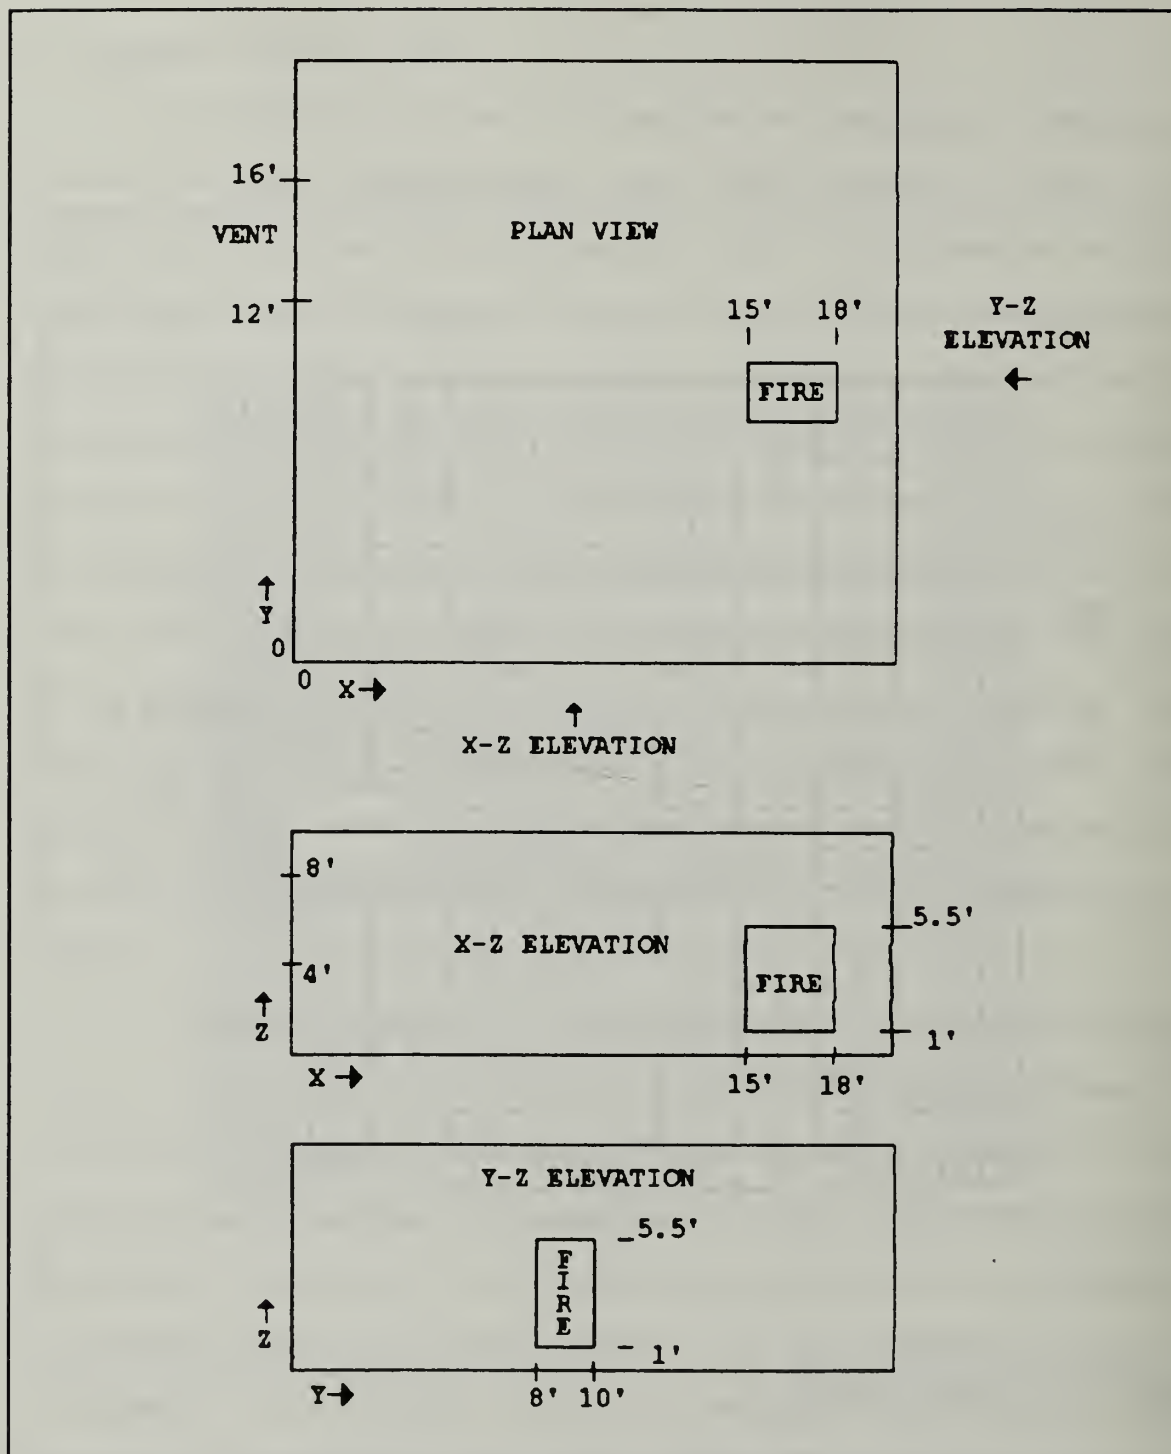 16'
VENT
PLAN VIEW
12'
15' 18'
Y-Z
ELEVATION
FIRE
Y
0
0
X
X-Z ELEVATION
8'
5.5'
X-Z ELEVATION
4'
FIRE
Z
1'
X
15' 18'
Y-Z ELEVATION
5.5'
FIRE
Z
1'
Y
8' 10'